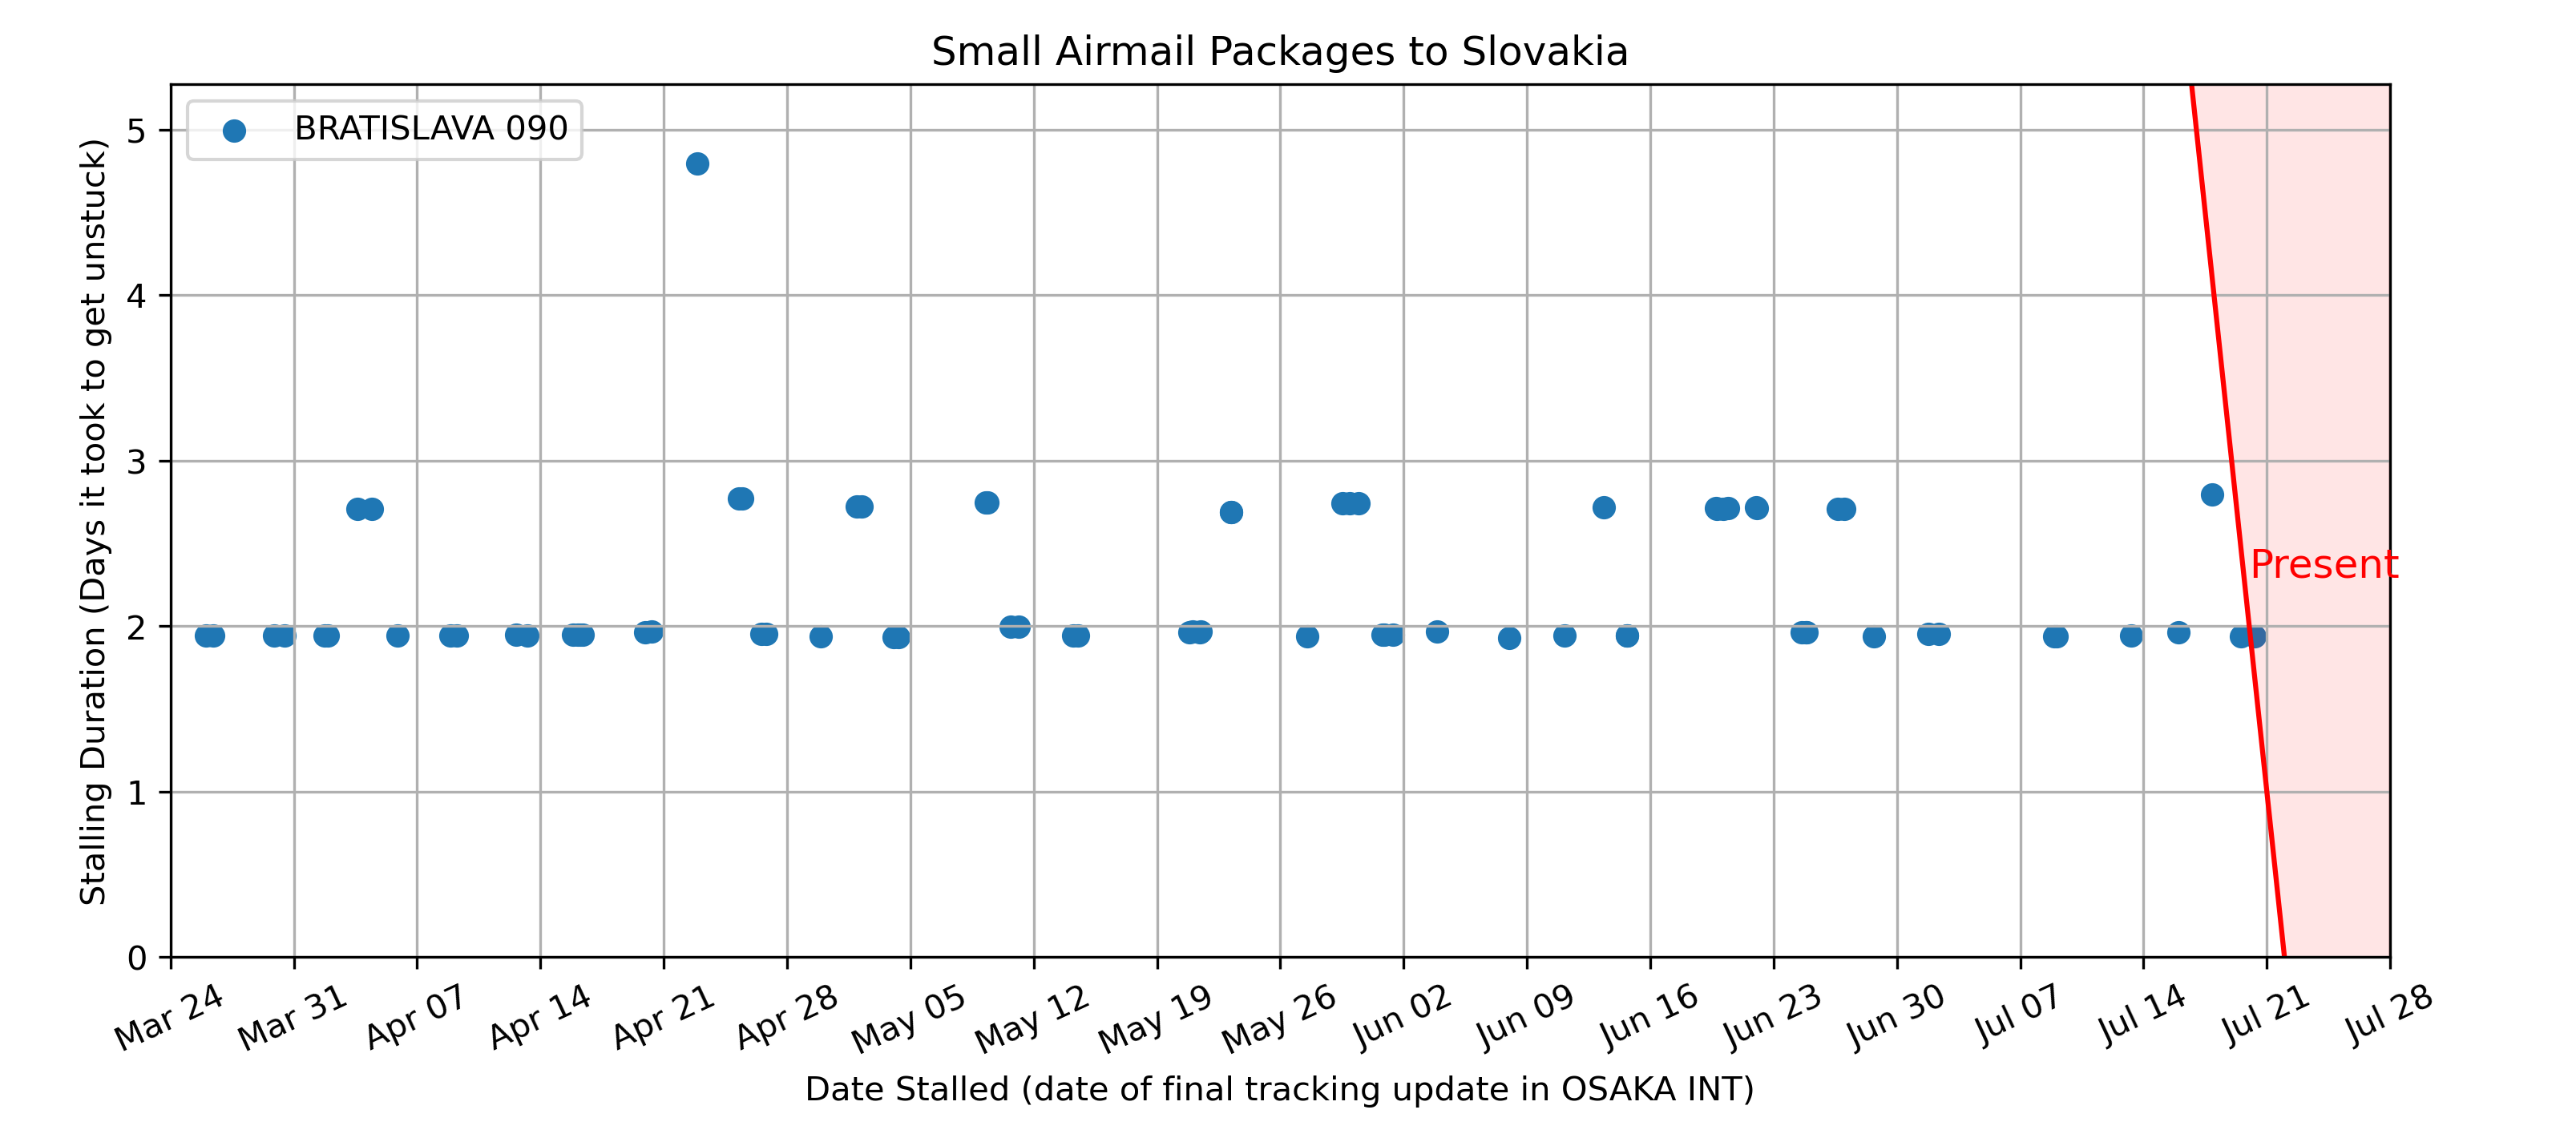 Small Airmail Packages to Slovakia
BRATISLAVA 090
Stalling Duration (Days it took to get unstuck)
5
4
3
2
1
0
Present
Mar 24
Mar 31
Apr 07
Apr 14
Apr 21
Apr 28
May 05
May 12
May 19
May 26
Jun 02
Jun 09
Jun 16
Jun 23
Jun 30
Jul 07
Jul 14
Jul 21
Jul 28
Date Stalled (date of final tracking update in OSAKA INT)